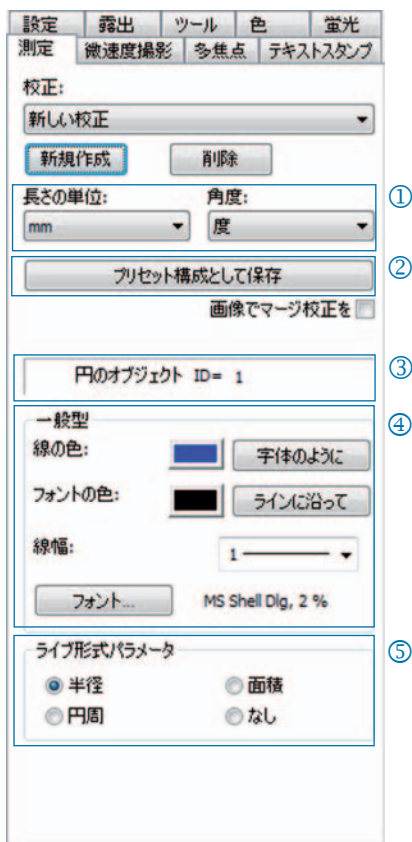 設定 露出 ツール 色 蛍光
測定 微速度撮影 多焦点 テキストスタンプ
校正:
新しい校正
新規作成 削除
長さの単位: 角度: ①
mm 度
プリセット構成として保存 ②
画像でマージ校正を
円のオブジェクト ID= 1 ③
一般型 ④
線の色: 字体のように
フォントの色: ラインに沿って
線幅: 1
フォント... MS Shell Dlg, 2 %
ライブ形式パラメータ ⑤
半径 面積
円周 なし